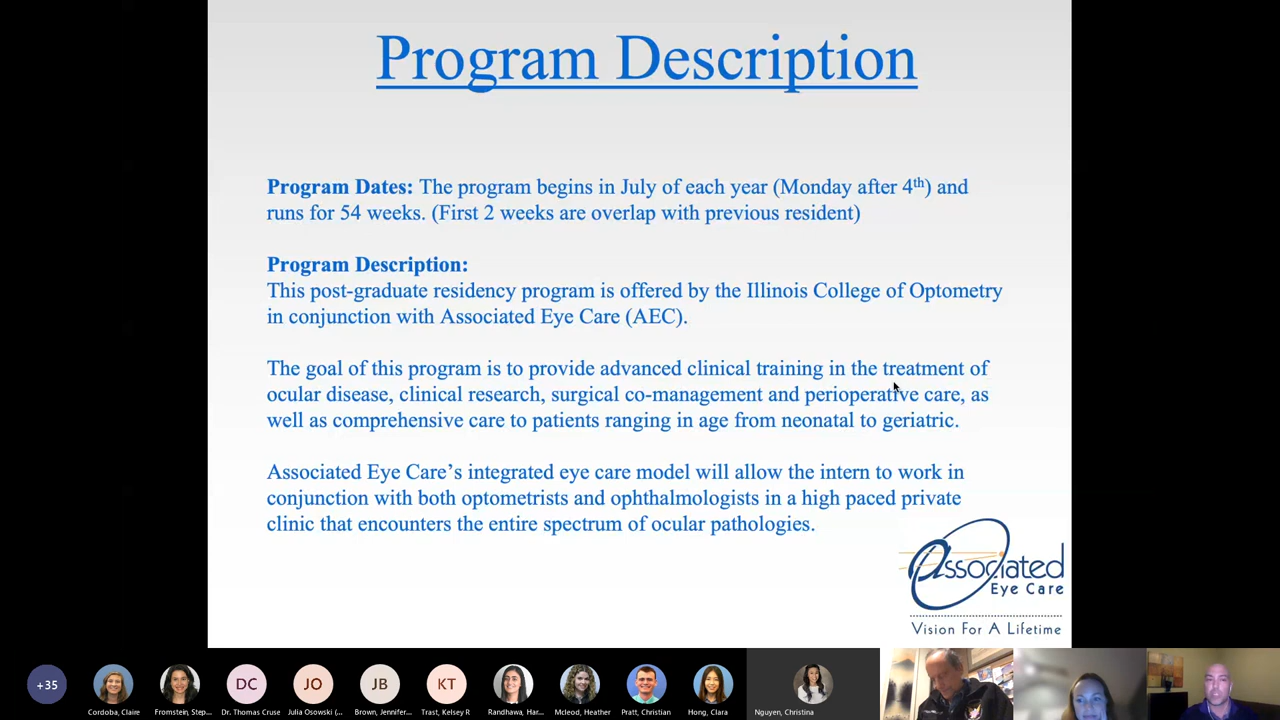 Program Description
Program Dates: The program begins in July of each year (Monday after 4th) and
runs for 54 weeks. (First 2 weeks are overlap with previous resident)
Program Description:
This post-graduate residency program is offered by the Illinois College of Optometry
in conjunction with Associated Eye Care (AEC).
The goal of this program is to provide advanced clinical training in the treatment of
ocular disease, clinical research, surgical co-management and perioperative care, as
well as comprehensive care to patients ranging in age from neonatal to geriatric.
Associated Eye Care’s integrated eye care model will allow the intern to work in
conjunction with both optometrists and ophthalmologists in a high paced private
clinic that encounters the entire spectrum of ocular pathologies.
associated
Eye Care
Vision For A Lifetime
+35 DC JO JB KT
Cordoba, Claire Fromstein, Step... Dr. Thomas Cruse Julia Osowski (... Brown, Jennifer... Trast, Kelsey R Randhawa, Har... Mcleod, Heather Pratt, Christian Hong, Clara Nguyen, Christina